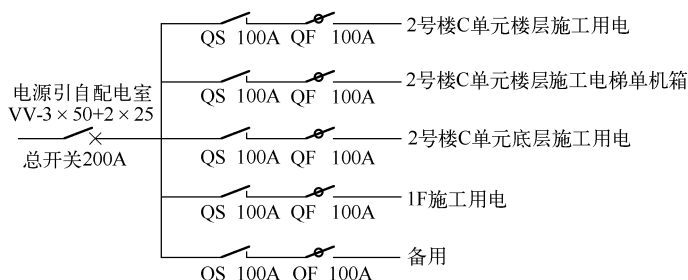 QS 100A QF 100A 2号楼C单元楼层施工用电
QS 100A QF 100A 2号楼C单元楼层施工电梯单机箱
电源引自配电室
VV-3×50+2×25
总开关200A
QS 100A QF 100A 2号楼C单元底层施工用电
QS 100A QF 100A 1F施工用电
QS 100A QF 100A 备用